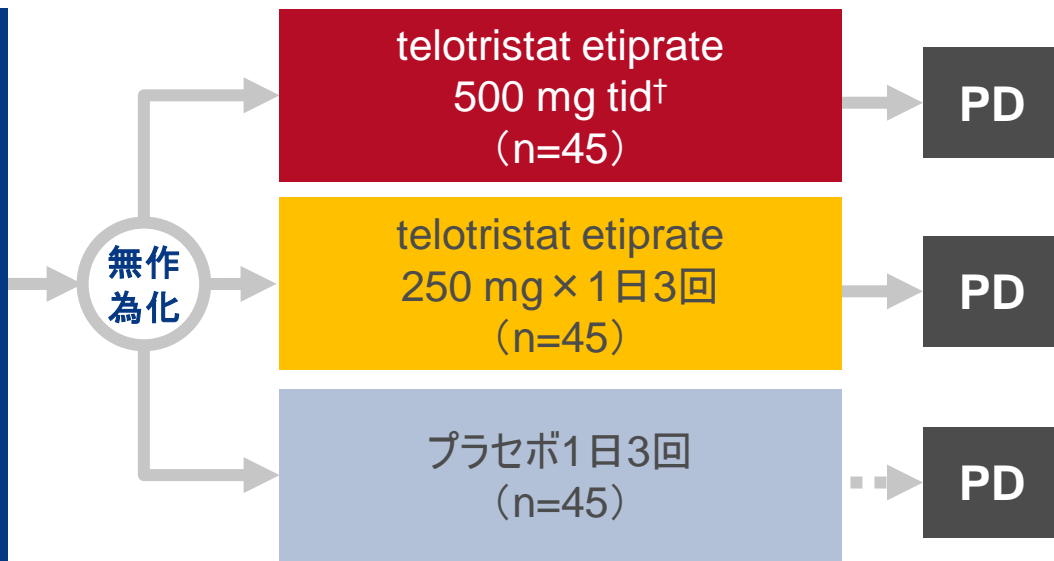 無作
為化
telotristat etiprate
500 mg tid†
（n=45）
PD
telotristat etiprate
250 mg×1日3回
（n=45）
PD
プラセボ1日3回
（n=45）
PD